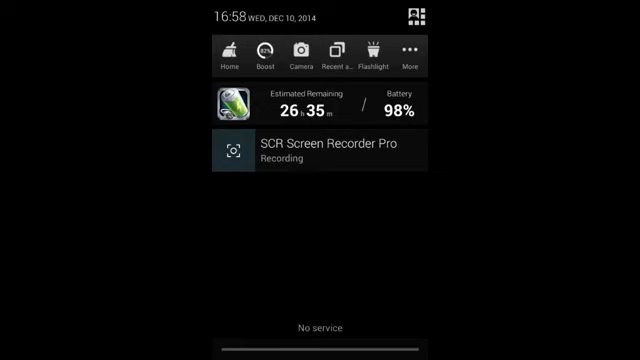 16:58 WED, DEC 10, 2014
82%
Home Boost Camera Recent a... Flashlight More
Estimated Remaining Battery
26 h 35 m / 98%
SCR Screen Recorder Pro
Recording
No service